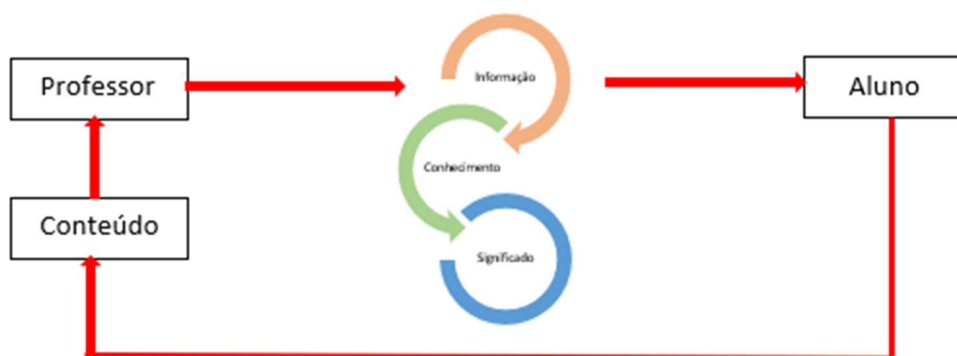 Professor
Informação
Aluno
Conhecimento
Conteúdo
Significado